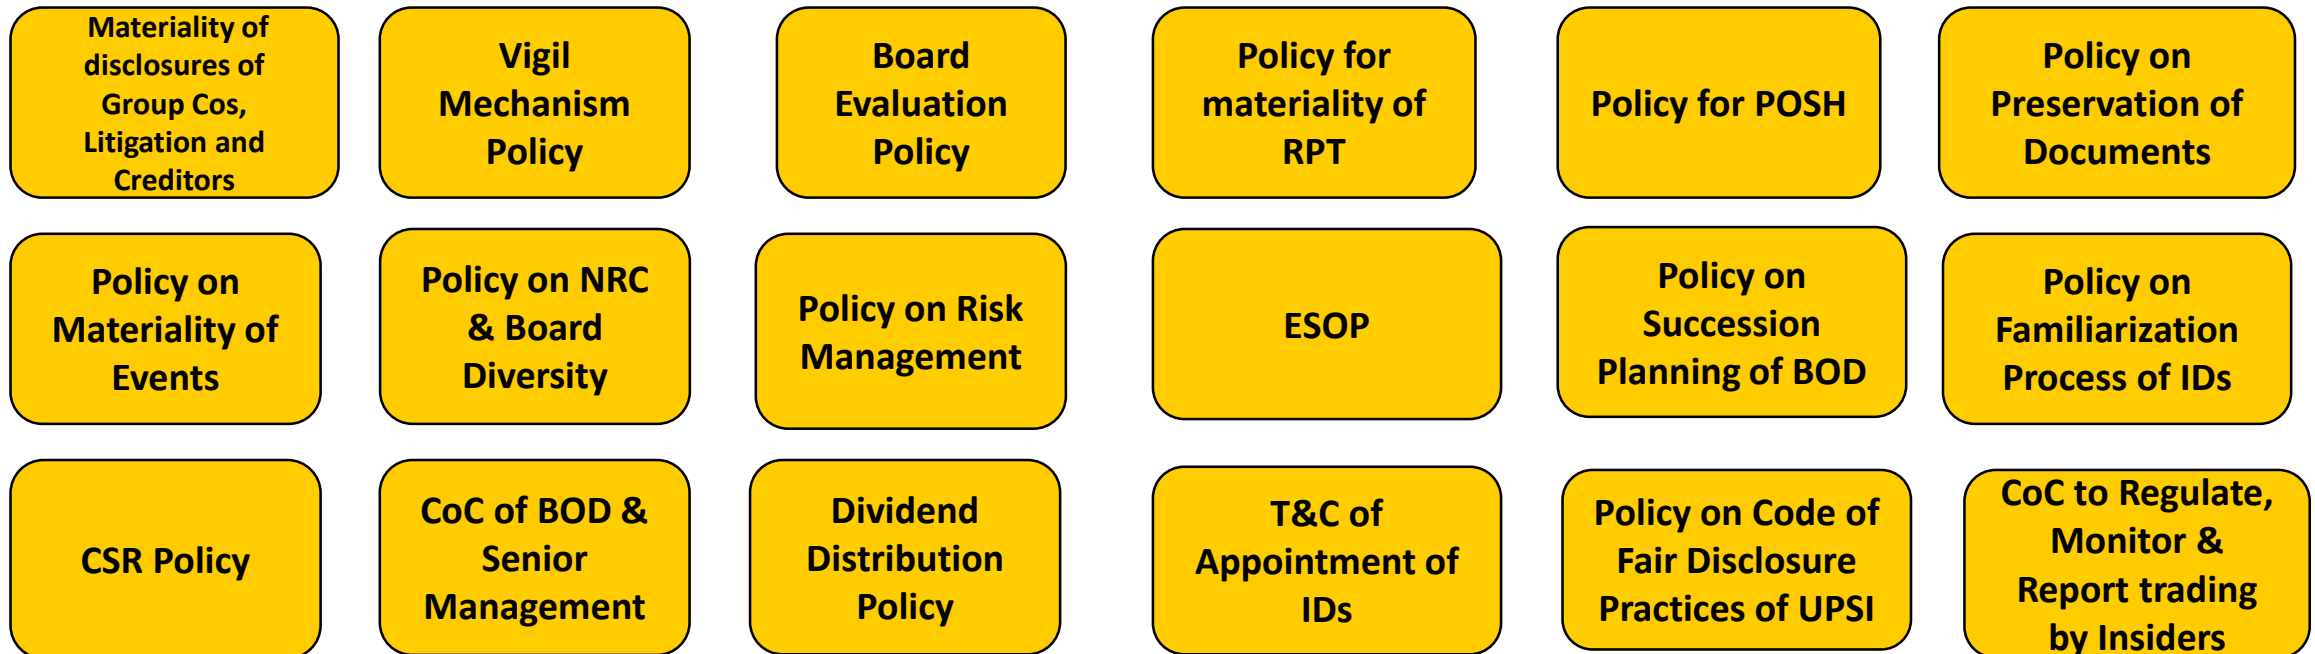 Materiality of
disclosures of
Group Cos,
Litigation and
Creditors
Vigil
Mechanism
Policy
Board
Evaluation
Policy
Policy for
materiality of
RPT
Policy for POSH
Policy on
Preservation of
Documents
Policy on
Materiality of
Events
Policy on NRC
& Board
Diversity
Policy on Risk
Management
ESOP
Policy on
Succession
Planning of BOD
Policy on
Familiarization
Process of IDs
CSR Policy
CoC of BOD &
Senior
Management
Dividend
Distribution
Policy
T&C of
Appointment of
IDs
Policy on Code of
Fair Disclosure
Practices of UPSI
CoC to Regulate,
Monitor &
Report trading
by Insiders